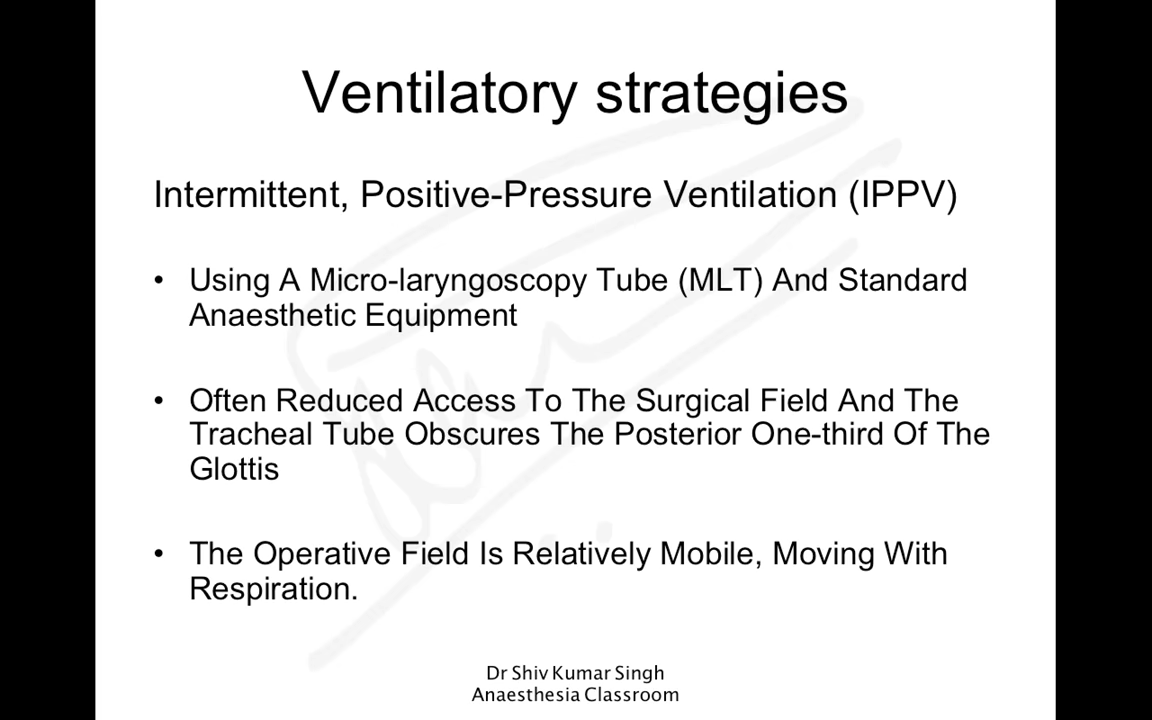 Ventilatory strategies
Intermittent, Positive-Pressure Ventilation (IPPV)
• Using A Micro-laryngoscopy Tube (MLT) And Standard
Anaesthetic Equipment
• Often Reduced Access To The Surgical Field And The
Tracheal Tube Obscures The Posterior One-third Of The
Glottis
• The Operative Field Is Relatively Mobile, Moving With
Respiration.
Dr Shiv Kumar Singh
Anaesthesia Classroom